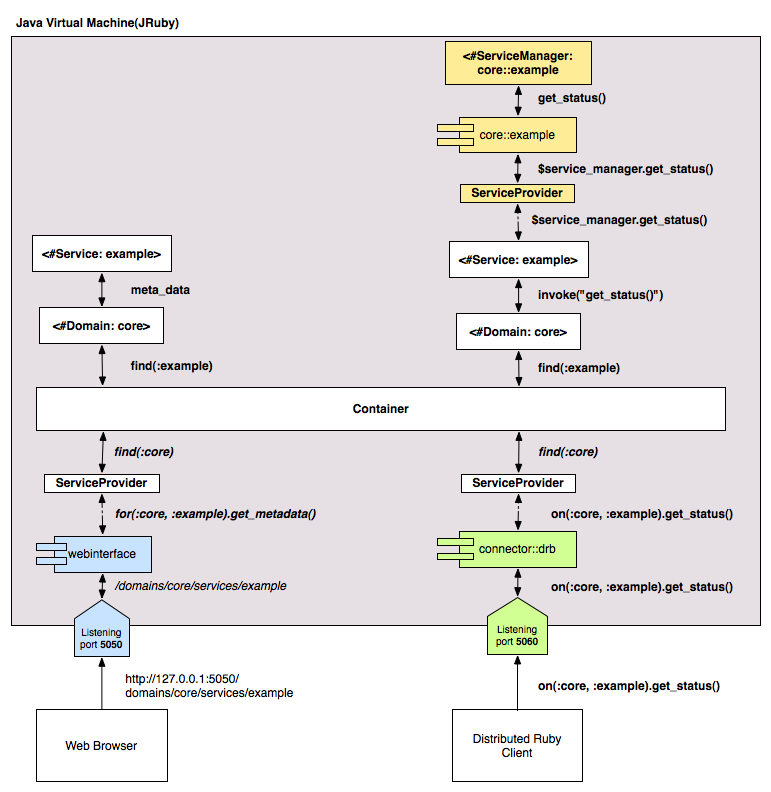 Java Virtual Machine(JRuby)
<#ServiceManager:
core::example>
get_status()
core::example
$service_manager.get_status()
ServiceProvider
$service_manager.get_status()
<#Service: example>
<#Service: example>
meta_data
invoke("get_status()")
<#Domain: core>
<#Domain: core>
find(:example)
find(:example)
Container
find(:core)
find(:core)
ServiceProvider
ServiceProvider
for(:core, :example).get_metadata()
on(:core, :example).get_status()
webinterface
connector::drb
/domains/core/services/example
on(:core, :example).get_status()
Listening
port 5050
Listening
port 5060
http://127.0.0.1:5050/
domains/core/services/example
on(:core, :example).get_status()
Web Browser
Distributed Ruby
Client